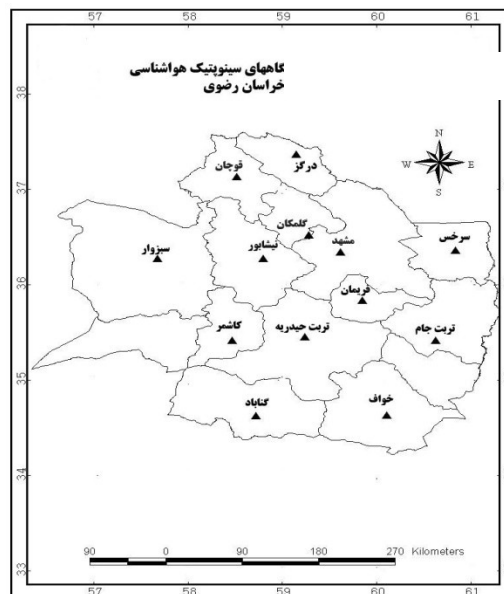 57 58 59 60 61
گاههای سینوپتیک هواشناسی
خراسان رضوی
38
N
W E
S
درگز
قوچان
37
گلمکان
سرخس
مشهد
نیشابور
سبزوار
36
فریمان
تربت جام
تربت حیدریه
کاشمر
35
خواف
گناباد
34
90 0 90 180 270 Kilometers
33
57 58 59 60 61